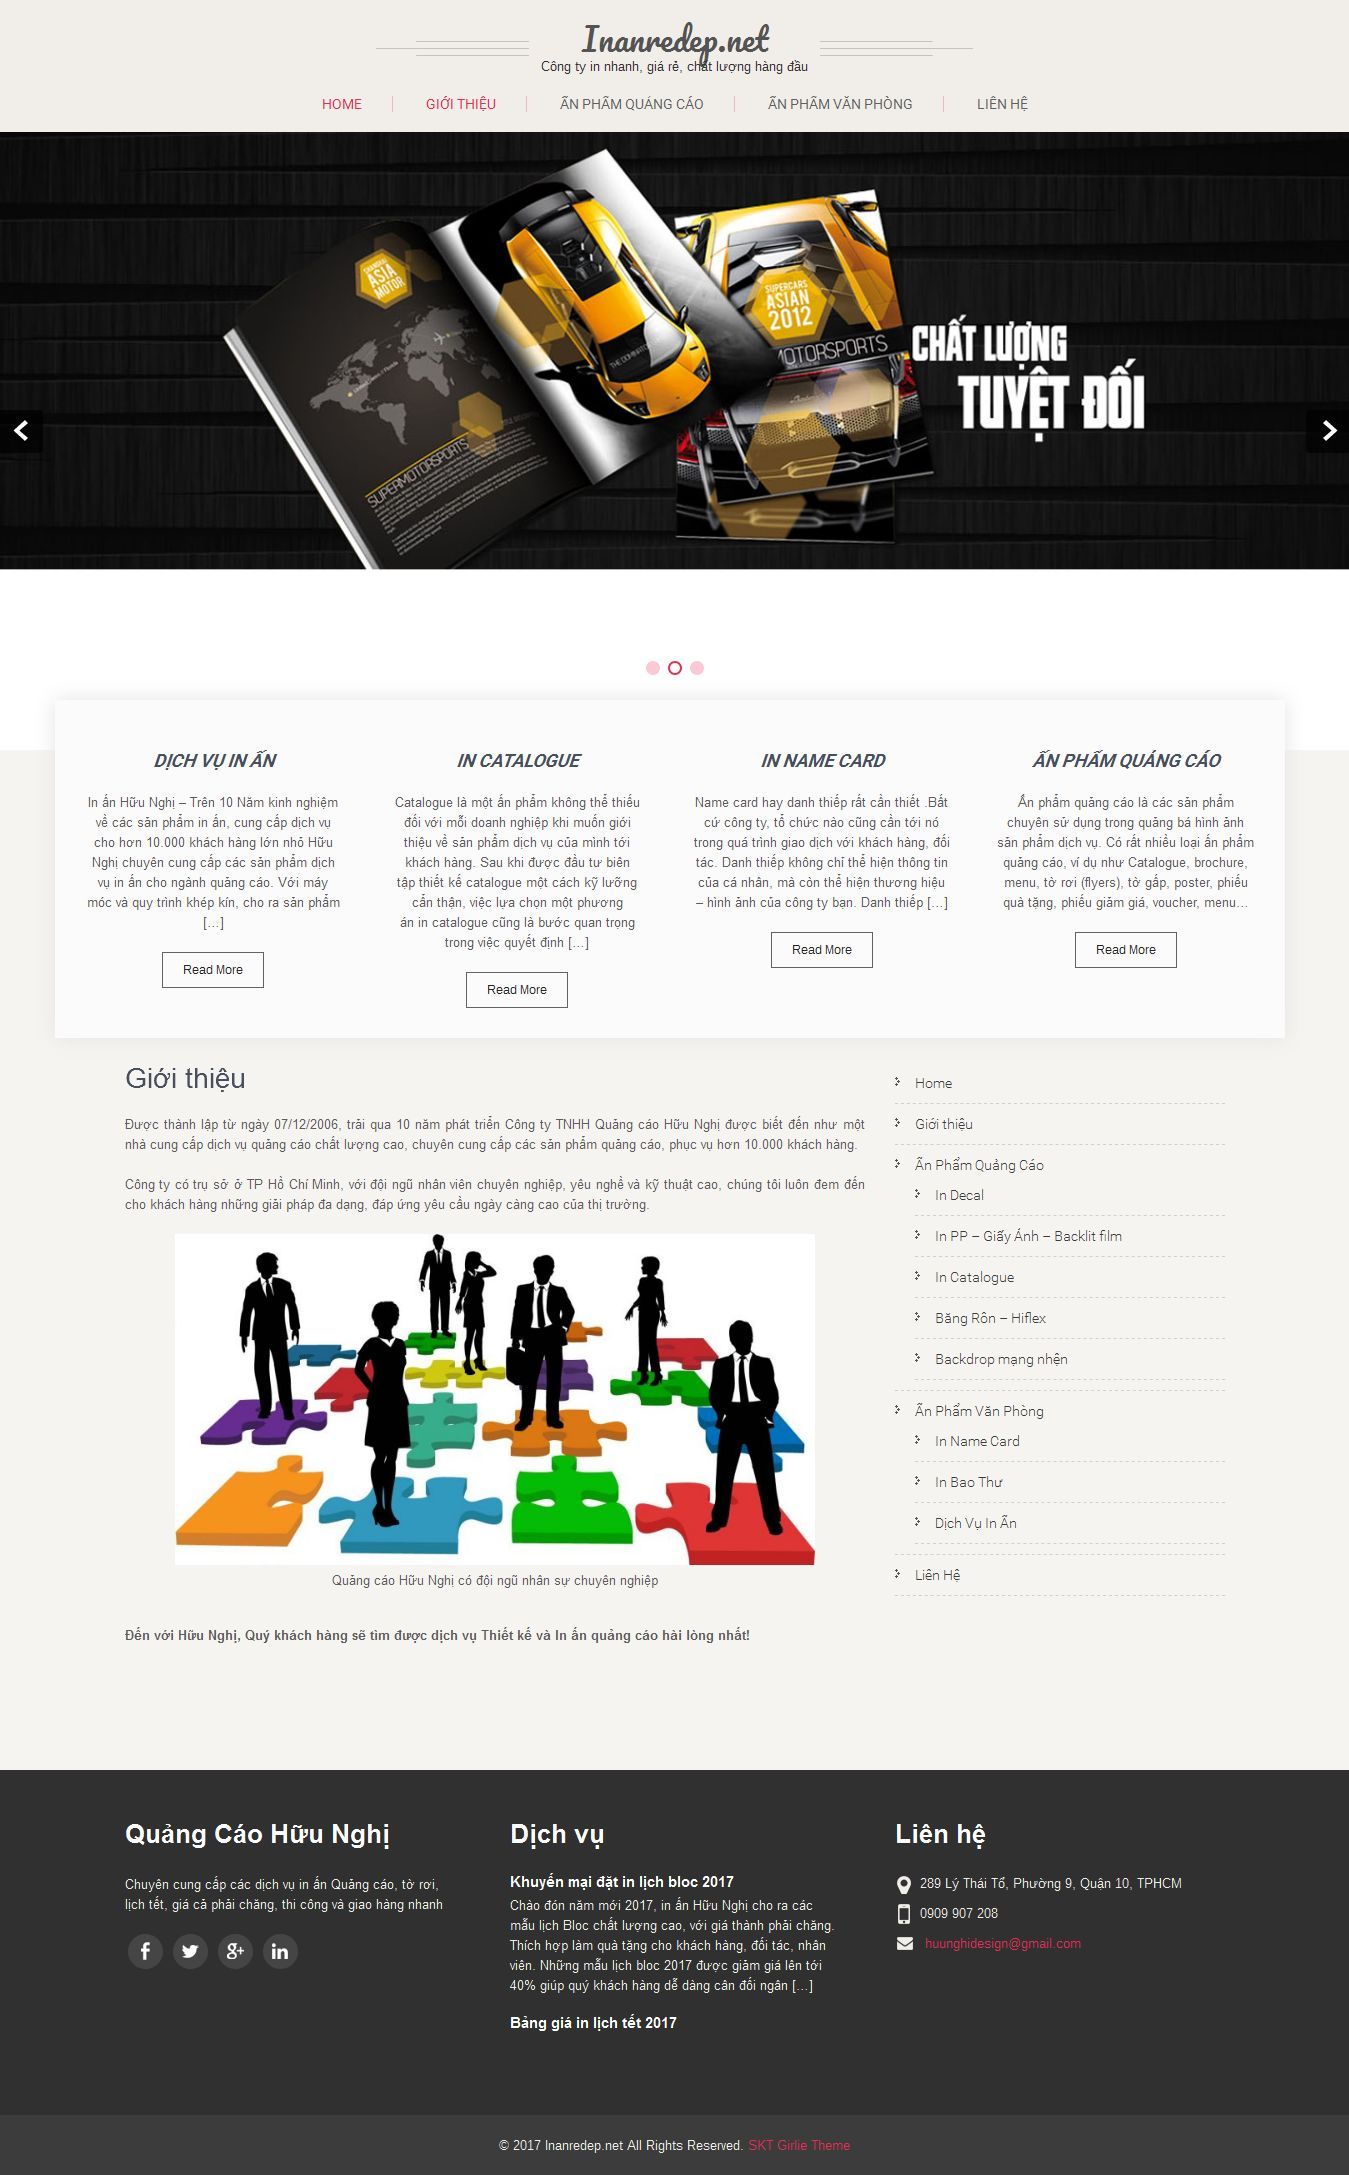 Inanredep.net
Công ty in nhanh, giá rẻ, chất lượng hàng đầu
HOME
GIỚI THIỆU
ẤN PHẨM QUẢNG CÁO
ẤN PHẨM VĂN PHÒNG
LIÊN HỆ
SHANGHAI
ASIA
MOTOR
SUPERCARS
ASIAN
2012
MOTORSPORTS
THE DOMINATOR
SUPERMOTORSPORTS
CHẤT LƯỢNG
TUYỆT ĐỐI
DỊCH VỤ IN ẤN
In ấn Hữu Nghị – Trên 10 Năm kinh nghiệm
về các sản phẩm in ấn, cung cấp dịch vụ
cho hơn 10.000 khách hàng lớn nhỏ Hữu
Nghị chuyên cung cấp các sản phẩm dịch
vụ in ấn cho ngành quảng cáo. Với máy
móc và quy trình khép kín, cho ra sản phẩm
[…]
Read More
IN CATALOGUE
Catalogue là một ấn phẩm không thể thiếu
đối với mỗi doanh nghiệp khi muốn giới
thiệu về sản phẩm dịch vụ của mình tới
khách hàng. Sau khi được đầu tư biên
tập thiết kế catalogue một cách kỹ lưỡng
cẩn thận, việc lựa chọn một phương
án in catalogue cũng là bước quan trọng
trong việc quyết định […]
Read More
IN NAME CARD
Name card hay danh thiếp rất cần thiết .Bất
cứ công ty, tổ chức nào cũng cần tới nó
trong quá trình giao dịch với khách hàng, đối
tác. Danh thiếp không chỉ thể hiện thông tin
của cá nhân, mà còn thể hiện thương hiệu
– hình ảnh của công ty bạn. Danh thiếp […]
Read More
ẤN PHẨM QUẢNG CÁO
Ấn phẩm quảng cáo là các sản phẩm
chuyên sử dụng trong quảng bá hình ảnh
sản phẩm dịch vụ. Có rất nhiều loại ấn phẩm
quảng cáo, ví dụ như Catalogue, brochure,
menu, tờ rơi (flyers), tờ gấp, poster, phiếu
quà tặng, phiếu giảm giá, voucher, menu…
Read More
Giới thiệu
Được thành lập từ ngày 07/12/2006, trải qua 10 năm phát triển Công ty TNHH Quảng cáo Hữu Nghị được biết đến như một
nhà cung cấp dịch vụ quảng cáo chất lượng cao, chuyên cung cấp các sản phẩm quảng cáo, phục vụ hơn 10.000 khách hàng.
Công ty có trụ sở ở TP Hồ Chí Minh, với đội ngũ nhân viên chuyên nghiệp, yêu nghề và kỹ thuật cao, chúng tôi luôn đem đến
cho khách hàng những giải pháp đa dạng, đáp ứng yêu cầu ngày càng cao của thị trường.
Quảng cáo Hữu Nghị có đội ngũ nhân sự chuyên nghiệp
Đến với Hữu Nghị, Quý khách hàng sẽ tìm được dịch vụ Thiết kế và In ấn quảng cáo hài lòng nhất!
Home
Giới thiệu
Ấn Phẩm Quảng Cáo
In Decal
In PP – Giấy Ảnh – Backlit film
In Catalogue
Băng Rôn – Hiflex
Backdrop mạng nhện
Ấn Phẩm Văn Phòng
In Name Card
In Bao Thư
Dịch Vụ In Ấn
Liên Hệ
Quảng Cáo Hữu Nghị
Chuyên cung cấp các dịch vụ in ấn Quảng cáo, tờ rơi,
lịch tết, giá cả phải chăng, thi công và giao hàng nhanh
Dịch vụ
Khuyến mại đặt in lịch bloc 2017
Chào đón năm mới 2017, in ấn Hữu Nghị cho ra các
mẫu lịch Bloc chất lượng cao, với giá thành phải chăng.
Thích hợp làm quà tặng cho khách hàng, đối tác, nhân
viên. Những mẫu lịch bloc 2017 được giảm giá lên tới
40% giúp quý khách hàng dễ dàng cân đối ngân […]
Bảng giá in lịch tết 2017
Liên hệ
289 Lý Thái Tổ, Phường 9, Quận 10, TPHCM
0909 907 208
huunghidesign@gmail.com
© 2017 Inanredep.net All Rights Reserved. SKT Girlie Theme